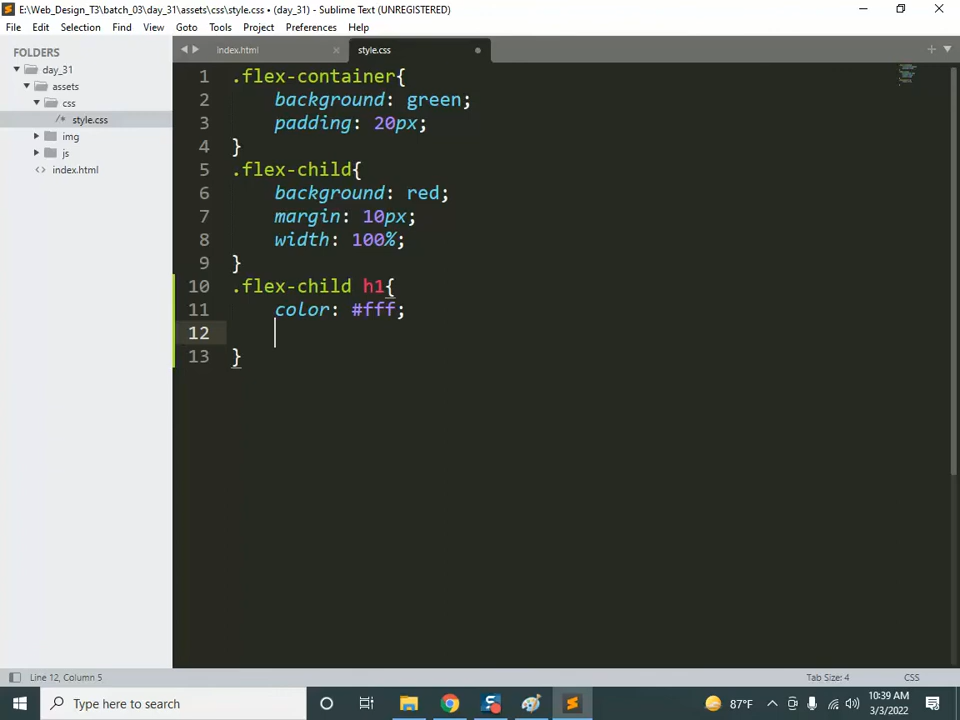 E:\Web_Design_T3\batch_03\day_31\assets\css\style.css • (day_31) - Sublime Text (UNREGISTERED)
File Edit Selection Find View Goto Tools Project Preferences Help
FOLDERS
day_31
assets
css
style.css
img
js
index.html
index.html
style.css
1 .flex-container{
2 background: green;
3 padding: 20px;
4 }
5 .flex-child{
6 background: red;
7 margin: 10px;
8 width: 100%;
9 }
10 .flex-child h1{
11 color: #fff;
12
13 }
Line 12, Column 5
Tab Size: 4
CSS
Type here to search
87°F
10:39 AM
3/3/2022